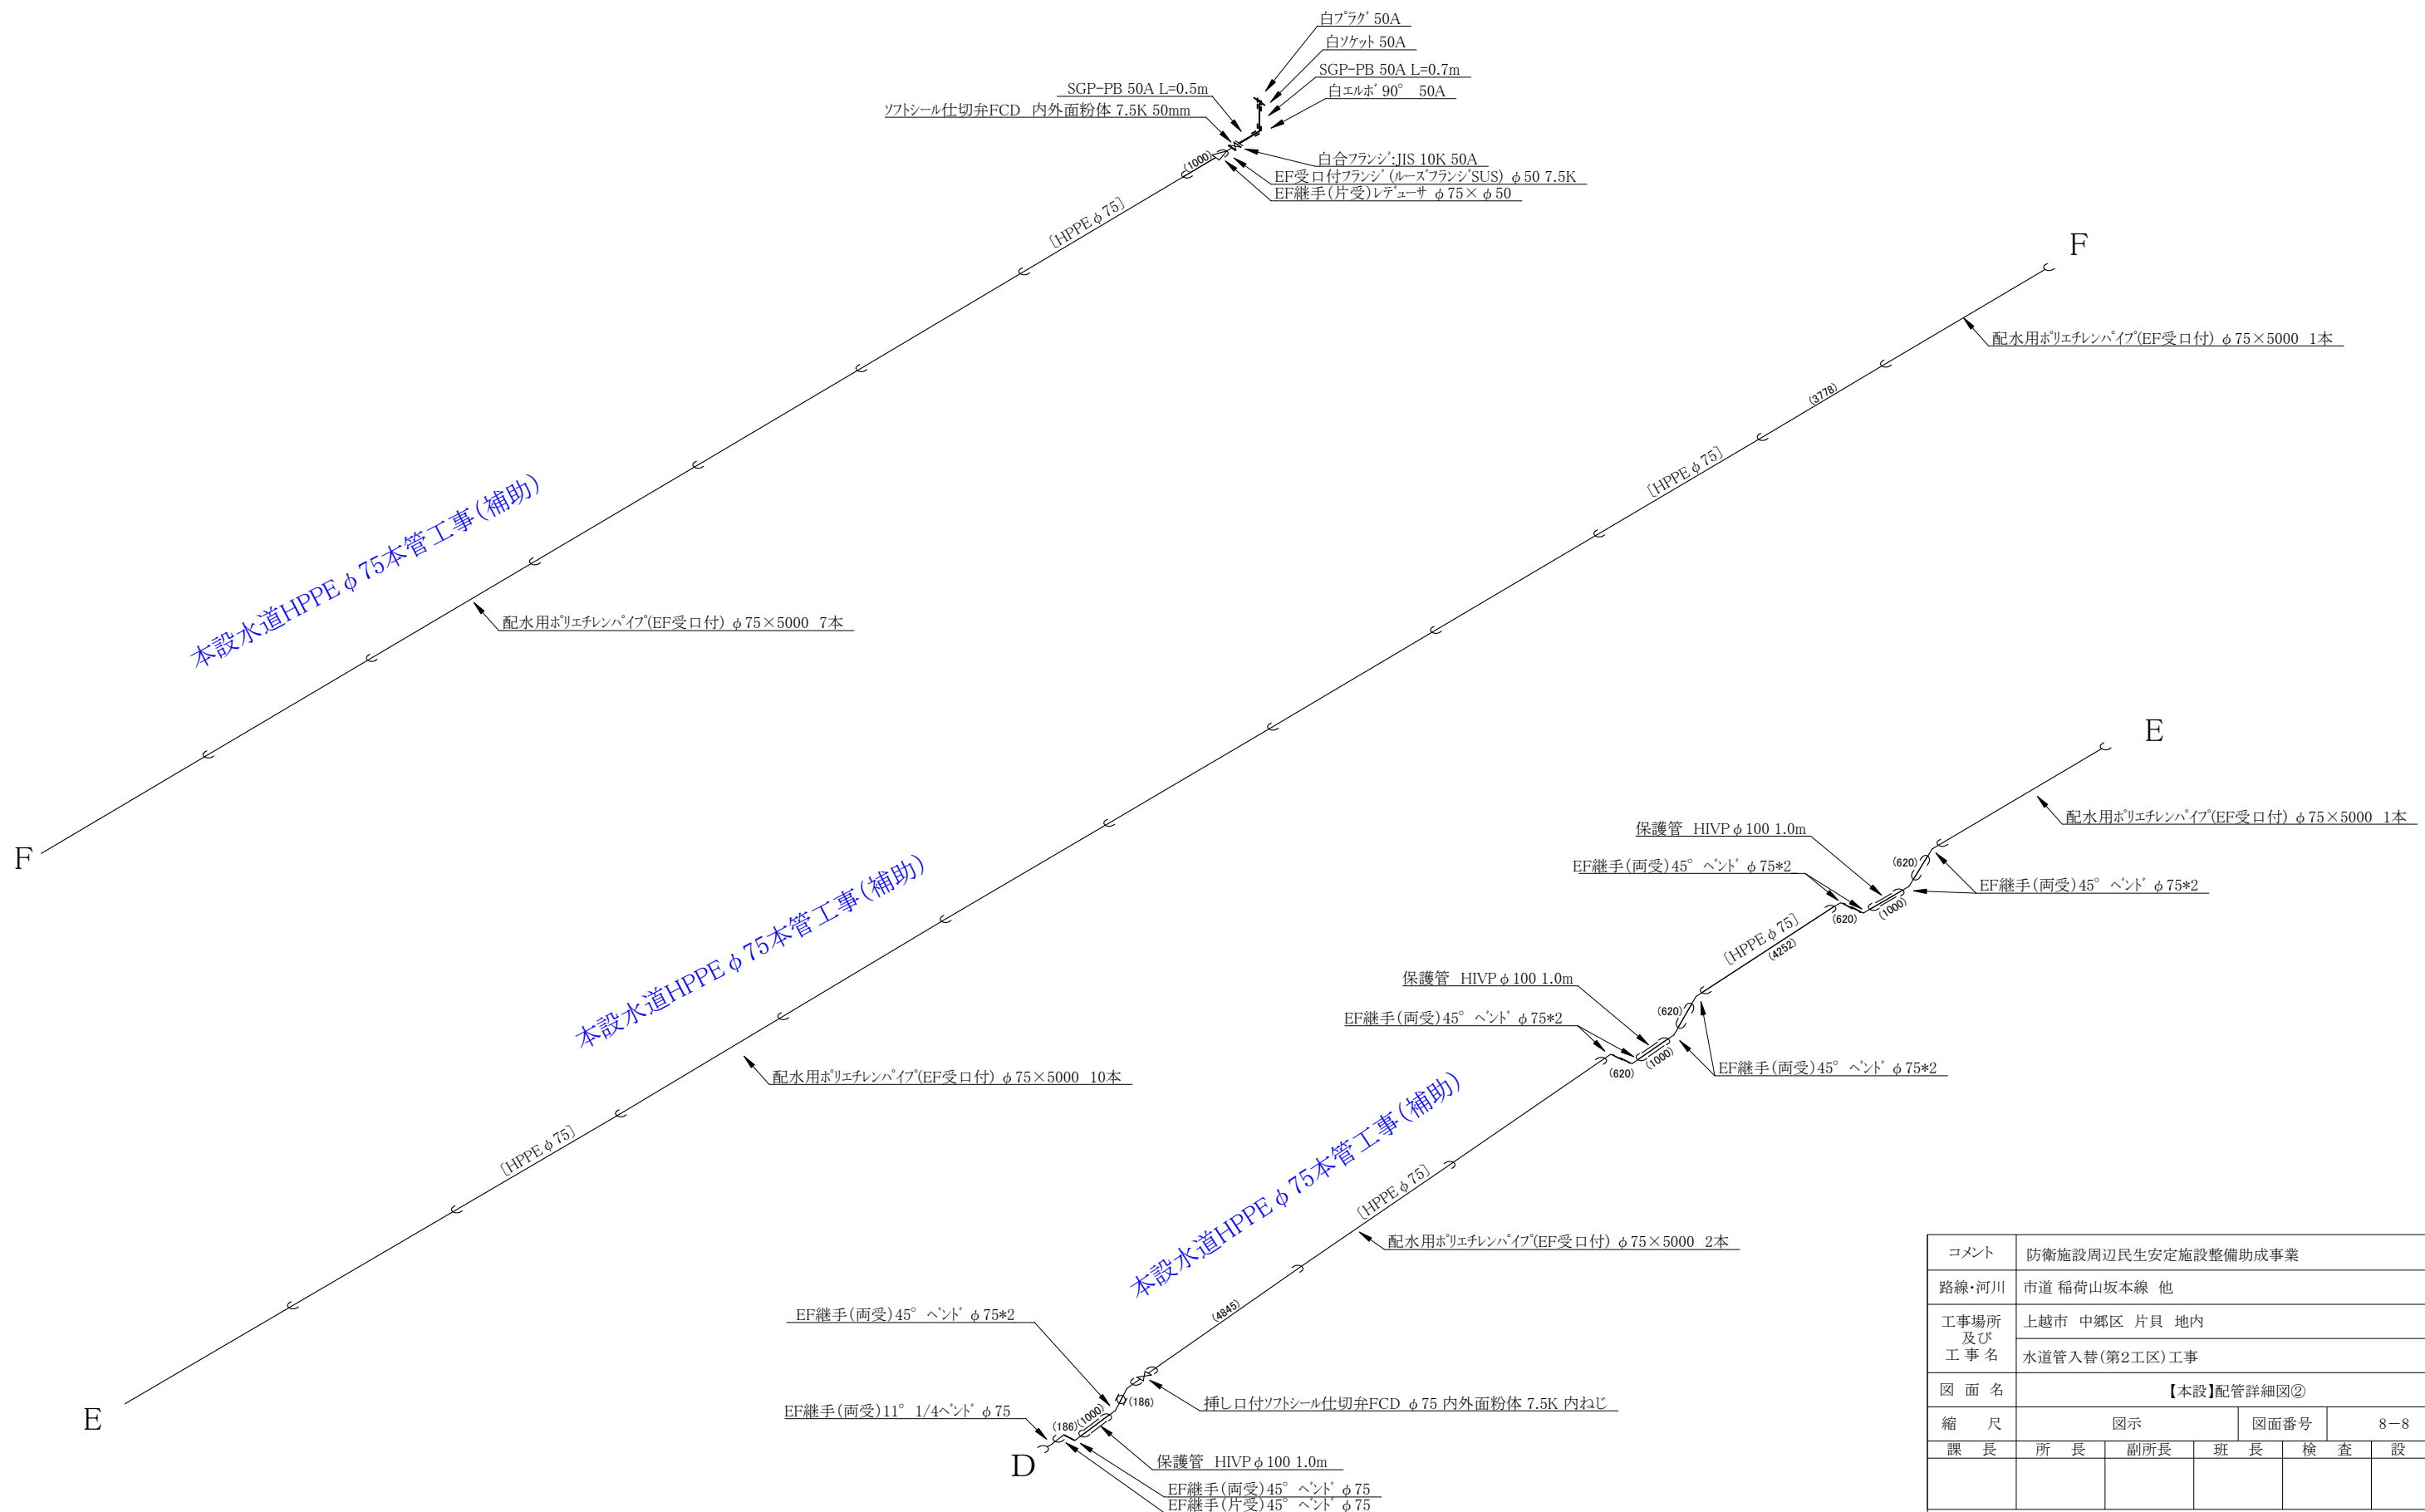 白プラグ 50A
白ソケット 50A
SGP-PB 50A L=0.7m
白エルボ 90° 50A
SGP-PB 50A L=0.5m
ソフトシール仕切弁FCD 内外面粉体 7.5K 50mm
白合フランジ:JIS 10K 50A
EF受口付フランジ(ルーズフランジSUS) φ50 7.5K
EF継手(片受)レデューサ φ75×φ50
(1000)
〔HPPEφ75〕
本設水道HPPEφ75本管工事(補助)
配水用ポリエチレンパイプ(EF受口付) φ75×5000 7本
F
F
配水用ポリエチレンパイプ(EF受口付) φ75×5000 1本
(3778)
〔HPPEφ75〕
本設水道HPPEφ75本管工事(補助)
配水用ポリエチレンパイプ(EF受口付) φ75×5000 10本
〔HPPEφ75〕
E
E
配水用ポリエチレンパイプ(EF受口付) φ75×5000 1本
保護管 HIVPφ100 1.0m
EF継手(両受)45° ベンド φ75*2
(620)
EF継手(両受)45° ベンド φ75*2
(1000)
(620)
〔HPPEφ75〕
(4252)
保護管 HIVPφ100 1.0m
EF継手(両受)45° ベンド φ75*2
(620)
EF継手(両受)45° ベンド φ75*2
(1000)
(620)
本設水道HPPEφ75本管工事(補助)
〔HPPEφ75〕
配水用ポリエチレンパイプ(EF受口付) φ75×5000 2本
(4845)
EF継手(両受)45° ベンド φ75*2
挿し口付ソフトシール仕切弁FCD φ75 内外面粉体 7.5K 内ねじ
(186)
EF継手(両受)11° 1/4ベンド φ75
(186)
(1000)
D
保護管 HIVPφ100 1.0m
EF継手(両受)45° ベンド φ75
EF継手(片受)45° ベンド φ75
コメント 防衛施設周辺民生安定施設整備助成事業
路線・河川 市道 稲荷山坂本線 他
工事場所
及び
工事名
上越市 中郷区 片貝 地内
水道管入替(第2工区)工事
図面名 【本設】配管詳細図②
縮尺 図示 図面番号 8-8
課長 所長 副所長 班長 検査 設